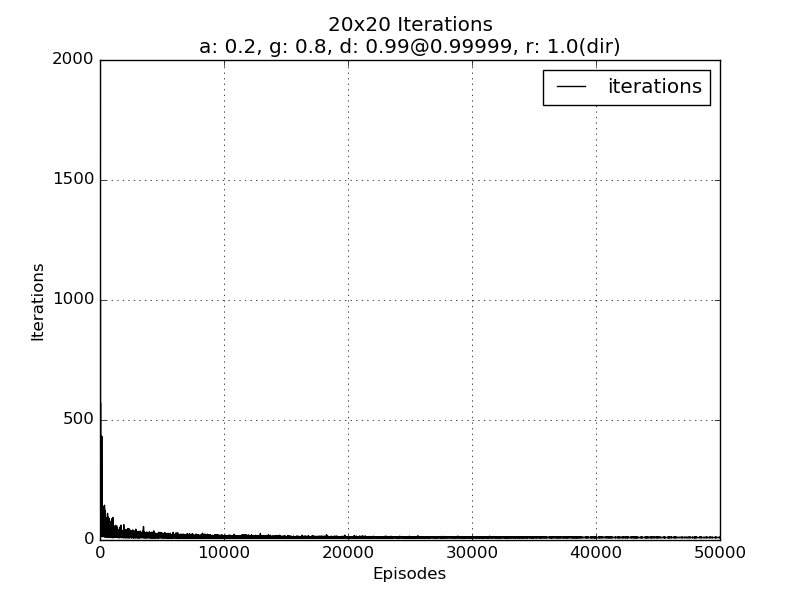 20x20 Iterations
a: 0.2, g: 0.8, d: 0.99@0.99999, r: 1.0(dir)
iterations
2000
1500
1000
500
0
Iterations
0 10000 20000 30000 40000 50000
Episodes